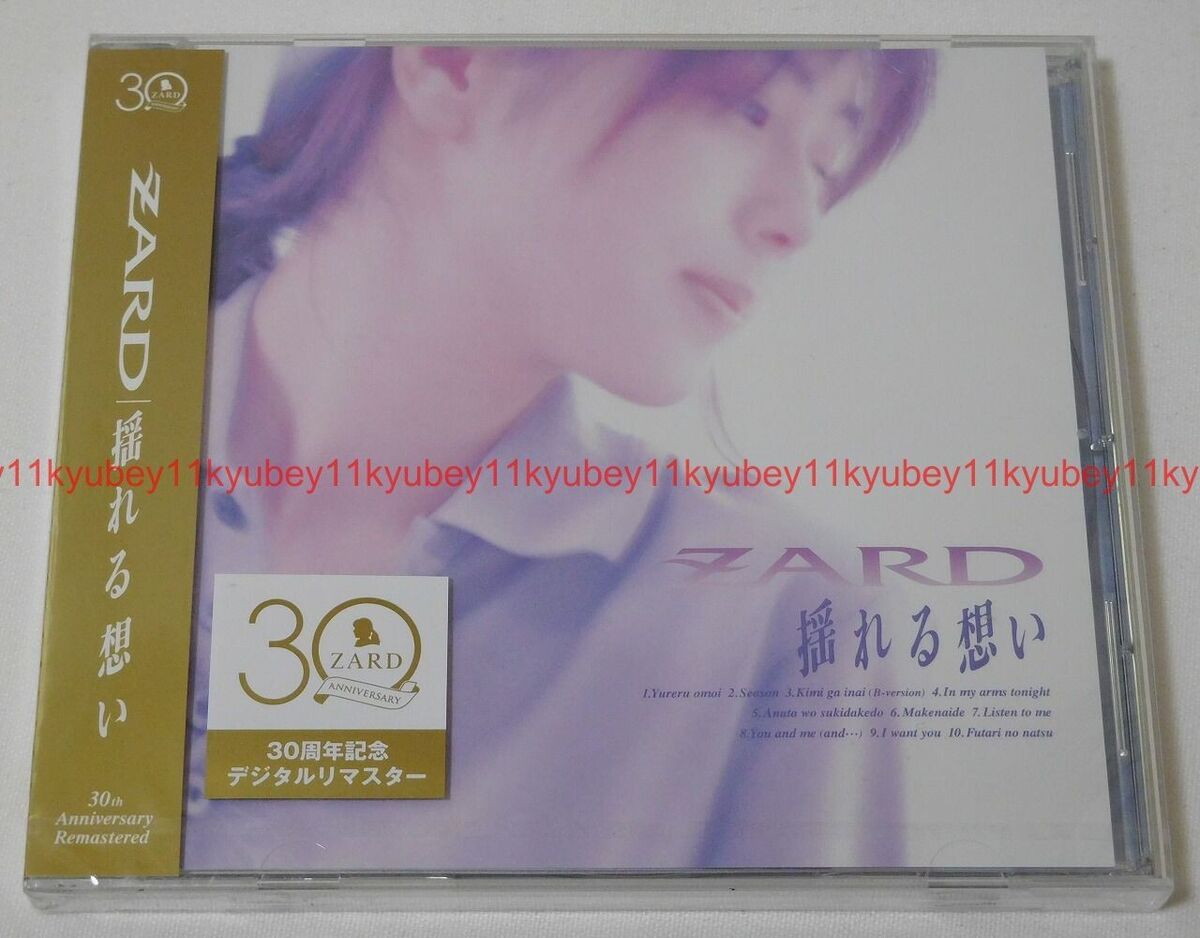 30 ZARD
ANNIVERSARY
ZARD|揺れる想い
30th
Anniversary
Remastered
30 ZARD
ANNIVERSARY
30周年記念
デジタルリマスター
y11kyubey11kyubey11kyubey11kyubey11kyubey11kyubey11kyubey11kyubey11k
ZARD
揺れる想い
1.Yureru omoi 2.Season 3.Kimi ga inai (B-version) 4.In my arms tonight
5.Anata wo sukidakedo 6.Makenaide 7.Listen to me
8.You and me (and…) 9.I want you 10.Futari no natsu